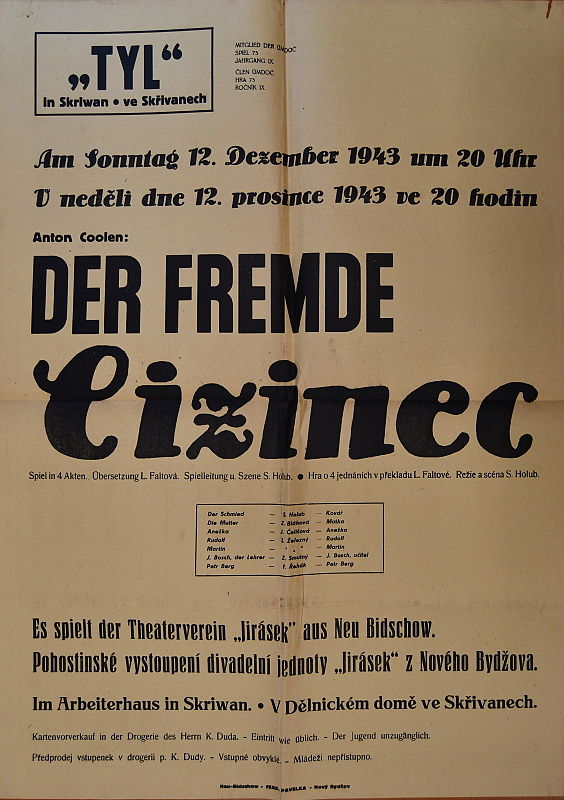 „TYL“
in Skriwan • ve Skřivanech
MITGLIED DER ÚMDOČ
SPIEL 73
JAHRGANG IX.
ČLEN ÚMDOČ
HRA 73
ROČNÍK IX.
Am Sonntag 12. Dezember 1943 um 20 Uhr
V neděli dne 12. prosince 1943 ve 20 hodin
Anton Coolen:
DER FREMDE
Cizinec
Spiel in 4 Akten. Übersetzung L. Faltová. Spielleitung u. Szene S. Holub. ● Hra o 4 jednáních v překladu L. Faltové. Režie a scéna S. Holub.
Der Schmied — S. Holub — Kovář
Die Mutter — Z. Bláhová — Matka
Anežka — J. Čeříšová — Anežka
Rudolf — J. Železný — Rudolf
Martin — * * * — Martin
J. Bosch, der Lehrer — Z. Smutný — J. Bosch, učitel
Petr Berg — F. Řehák — Petr Berg
Es spielt der Theaterverein „Jirásek“ aus Neu Bidschow.
Pohostinské vystoupení divadelní jednoty „Jirásek“ z Nového Bydžova.
Im Arbeiterhaus in Skriwan. • V Dělnickém domě ve Skřivanech.
Kartenvorverkauf in der Drogerie des Herrn K. Duda. - Eintritt wie üblich. - Der Jugend unzugänglich.
Předprodej vstupenek v drogerii p. K. Dudy. - Vstupné obvyklé. - Mládeži nepřístupno.
Neu-Bidschow - FERD. PAVELKA - Nový Bydžov